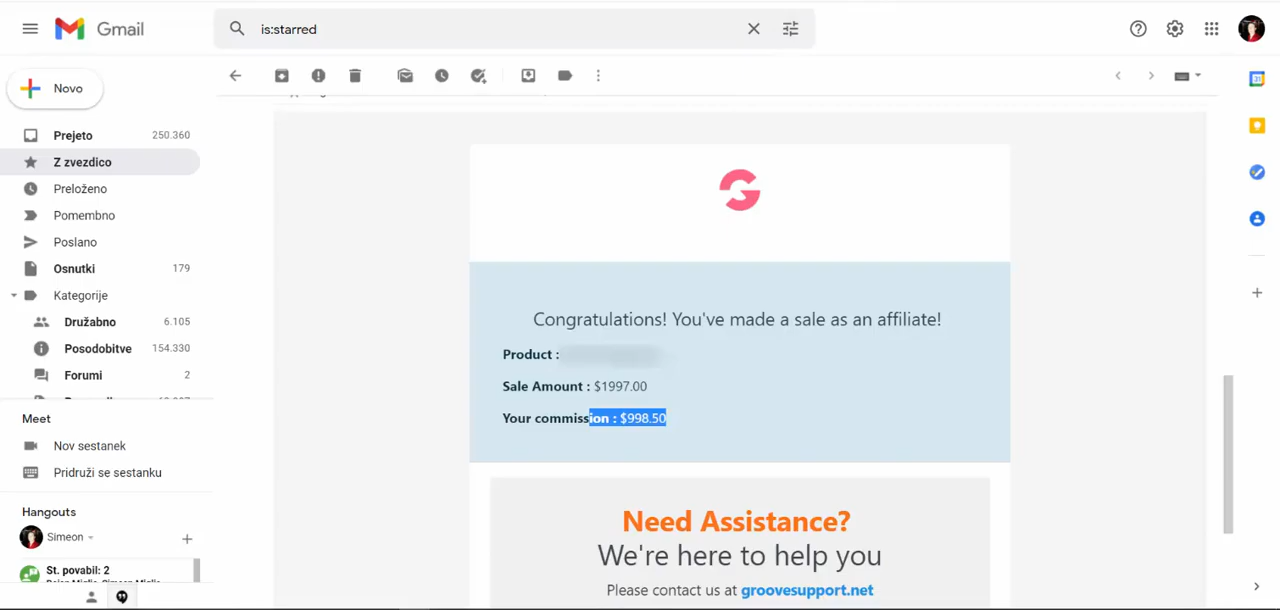 Gmail
is:starred
Novo
Prejeto 250.360
Z zvezdico
Preloženo
Pomembno
Poslano
Osnutki 179
Kategorije
Družabno 6.105
Posodobitve 154.330
Forumi 2
Meet
Nov sestanek
Pridruži se sestanku
Hangouts
Simeon
St. povabil: 2
Congratulations! You've made a sale as an affiliate!
Product :
Sale Amount : $1997.00
Your commission : $998.50
Need Assistance?
We're here to help you
Please contact us at groovesupport.net